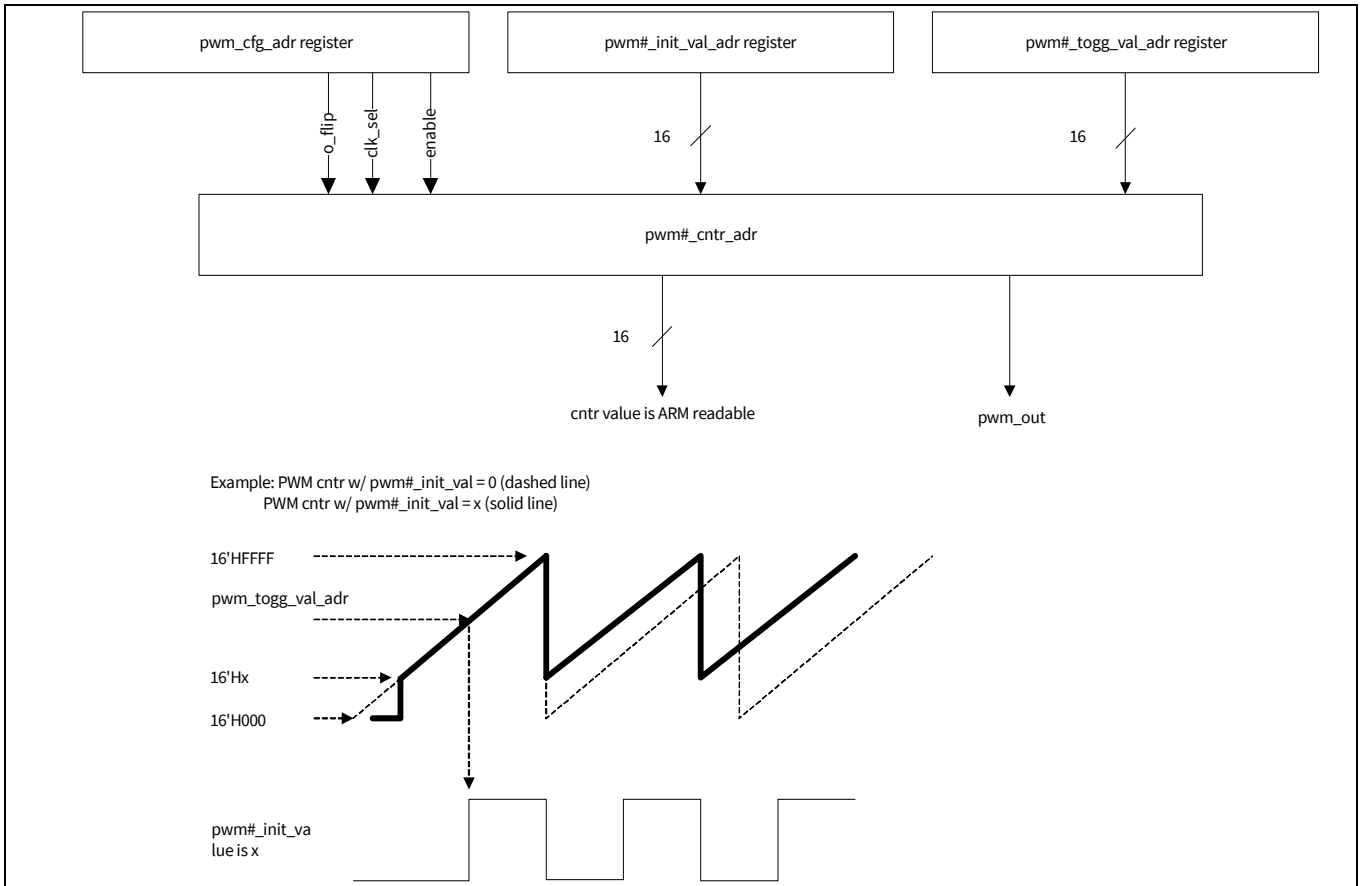 pwm_cfg_adr register
pwm#_init_val_adr register
pwm#_togg_val_adr register
o_flip
clk_sel
enable
16
16
pwm#_cntr_adr
16
cntr value is ARM readable
pwm_out
Example: PWM cntr w/ pwm#_init_val = 0 (dashed line)
PWM cntr w/ pwm#_init_val = x (solid line)
16'HFFFF
pwm_togg_val_adr
16'Hx
16'H000
pwm#_init_va
lue is x